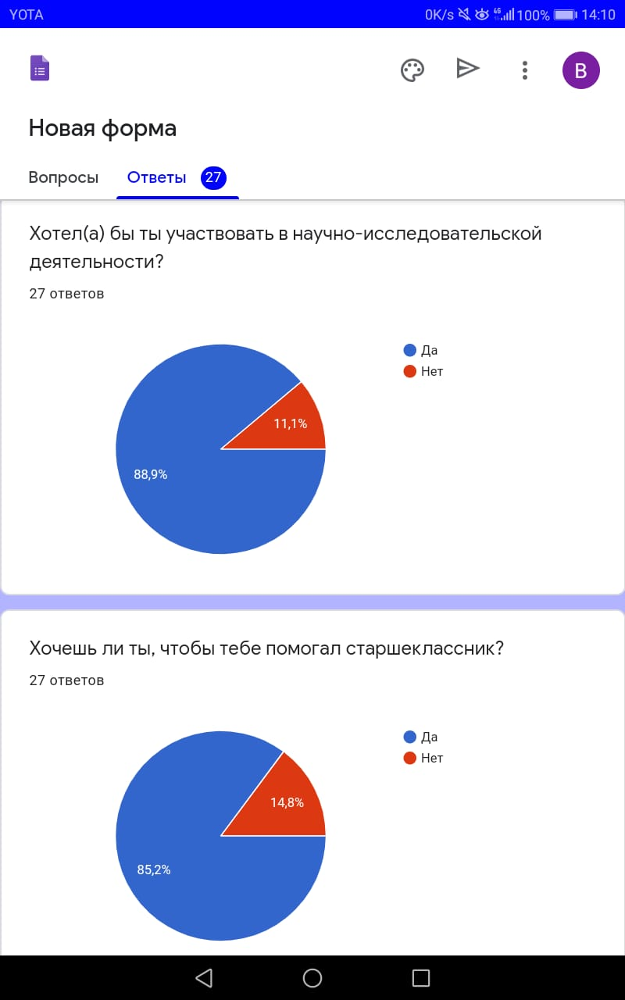 YOTA
0K/s 4G 100% 14:10
B
Новая форма
Вопросы Ответы 27
Хотел(а) бы ты участвовать в научно-исследовательской
деятельности?
27 ответов
Да
Нет
11,1%
88,9%
Хочешь ли ты, чтобы тебе помогал старшеклассник?
27 ответов
Да
Нет
14,8%
85,2%